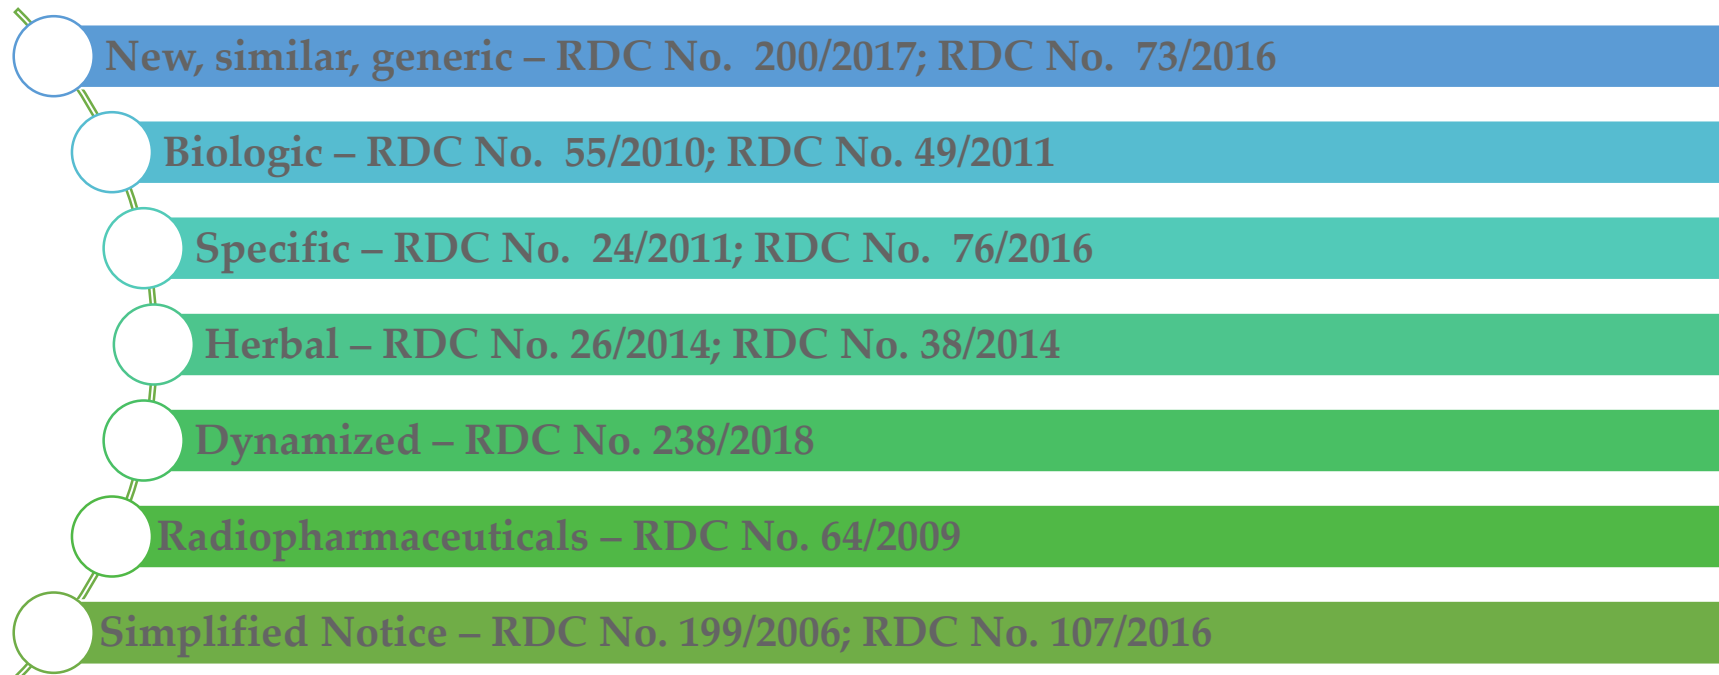 New, similar, generic – RDC No. 200/2017; RDC No. 73/2016
Biologic – RDC No. 55/2010; RDC No. 49/2011
Specific – RDC No. 24/2011; RDC No. 76/2016
Herbal – RDC No. 26/2014; RDC No. 38/2014
Dynamized – RDC No. 238/2018
Radiopharmaceuticals – RDC No. 64/2009
Simplified Notice – RDC No. 199/2006; RDC No. 107/2016